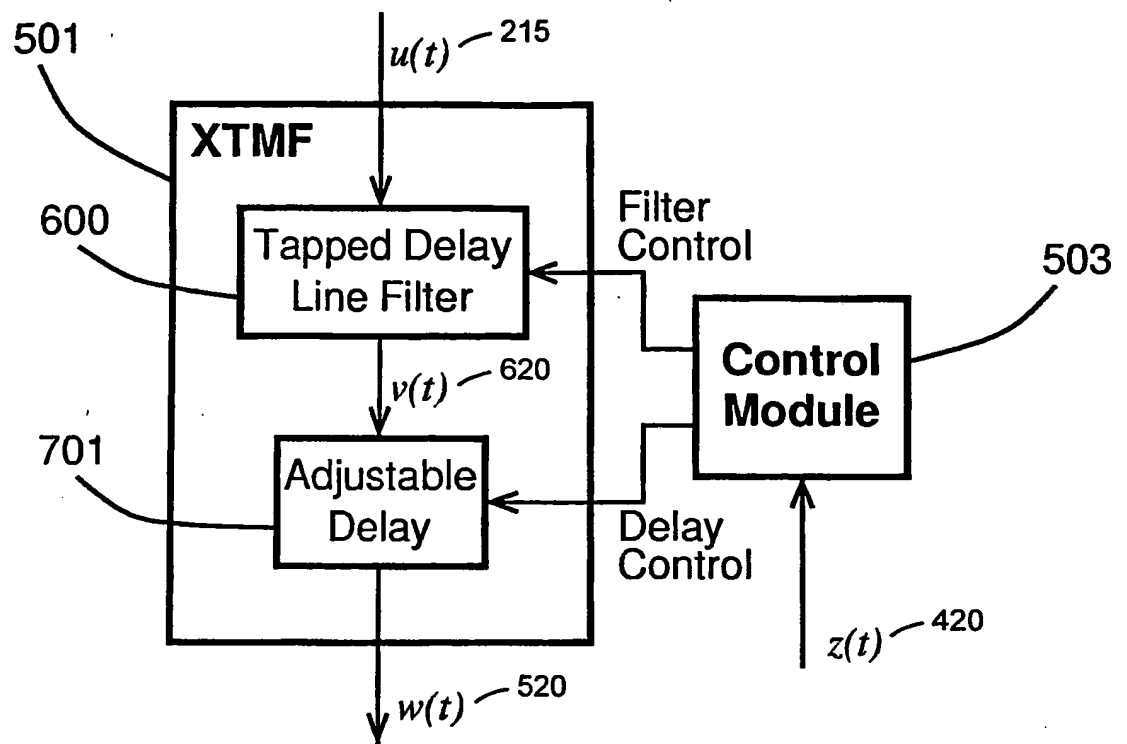 501
u(t)
215
XTMF
600
Tapped Delay
Line Filter
Filter
Control
503
Control
Module
v(t)
620
701
Adjustable
Delay
Delay
Control
z(t)
420
w(t)
520